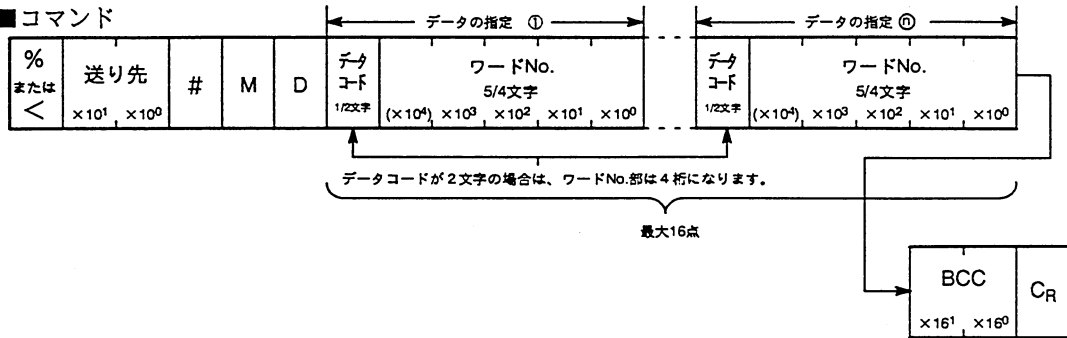 ■コマンド
データの指定 ①
データの指定 ⓝ
%
または
<
送り先
×10¹ ×10⁰
#
M
D
データ
コード
1/2文字
ワードNo.
5/4文字
(×10⁴) ×10³ ×10² ×10¹ ×10⁰
データ
コード
1/2文字
ワードNo.
5/4文字
(×10⁴) ×10³ ×10² ×10¹ ×10⁰
データコードが2文字の場合は、ワードNo.部は4桁になります。
最大16点
BCC
×16¹ ×16⁰
CR